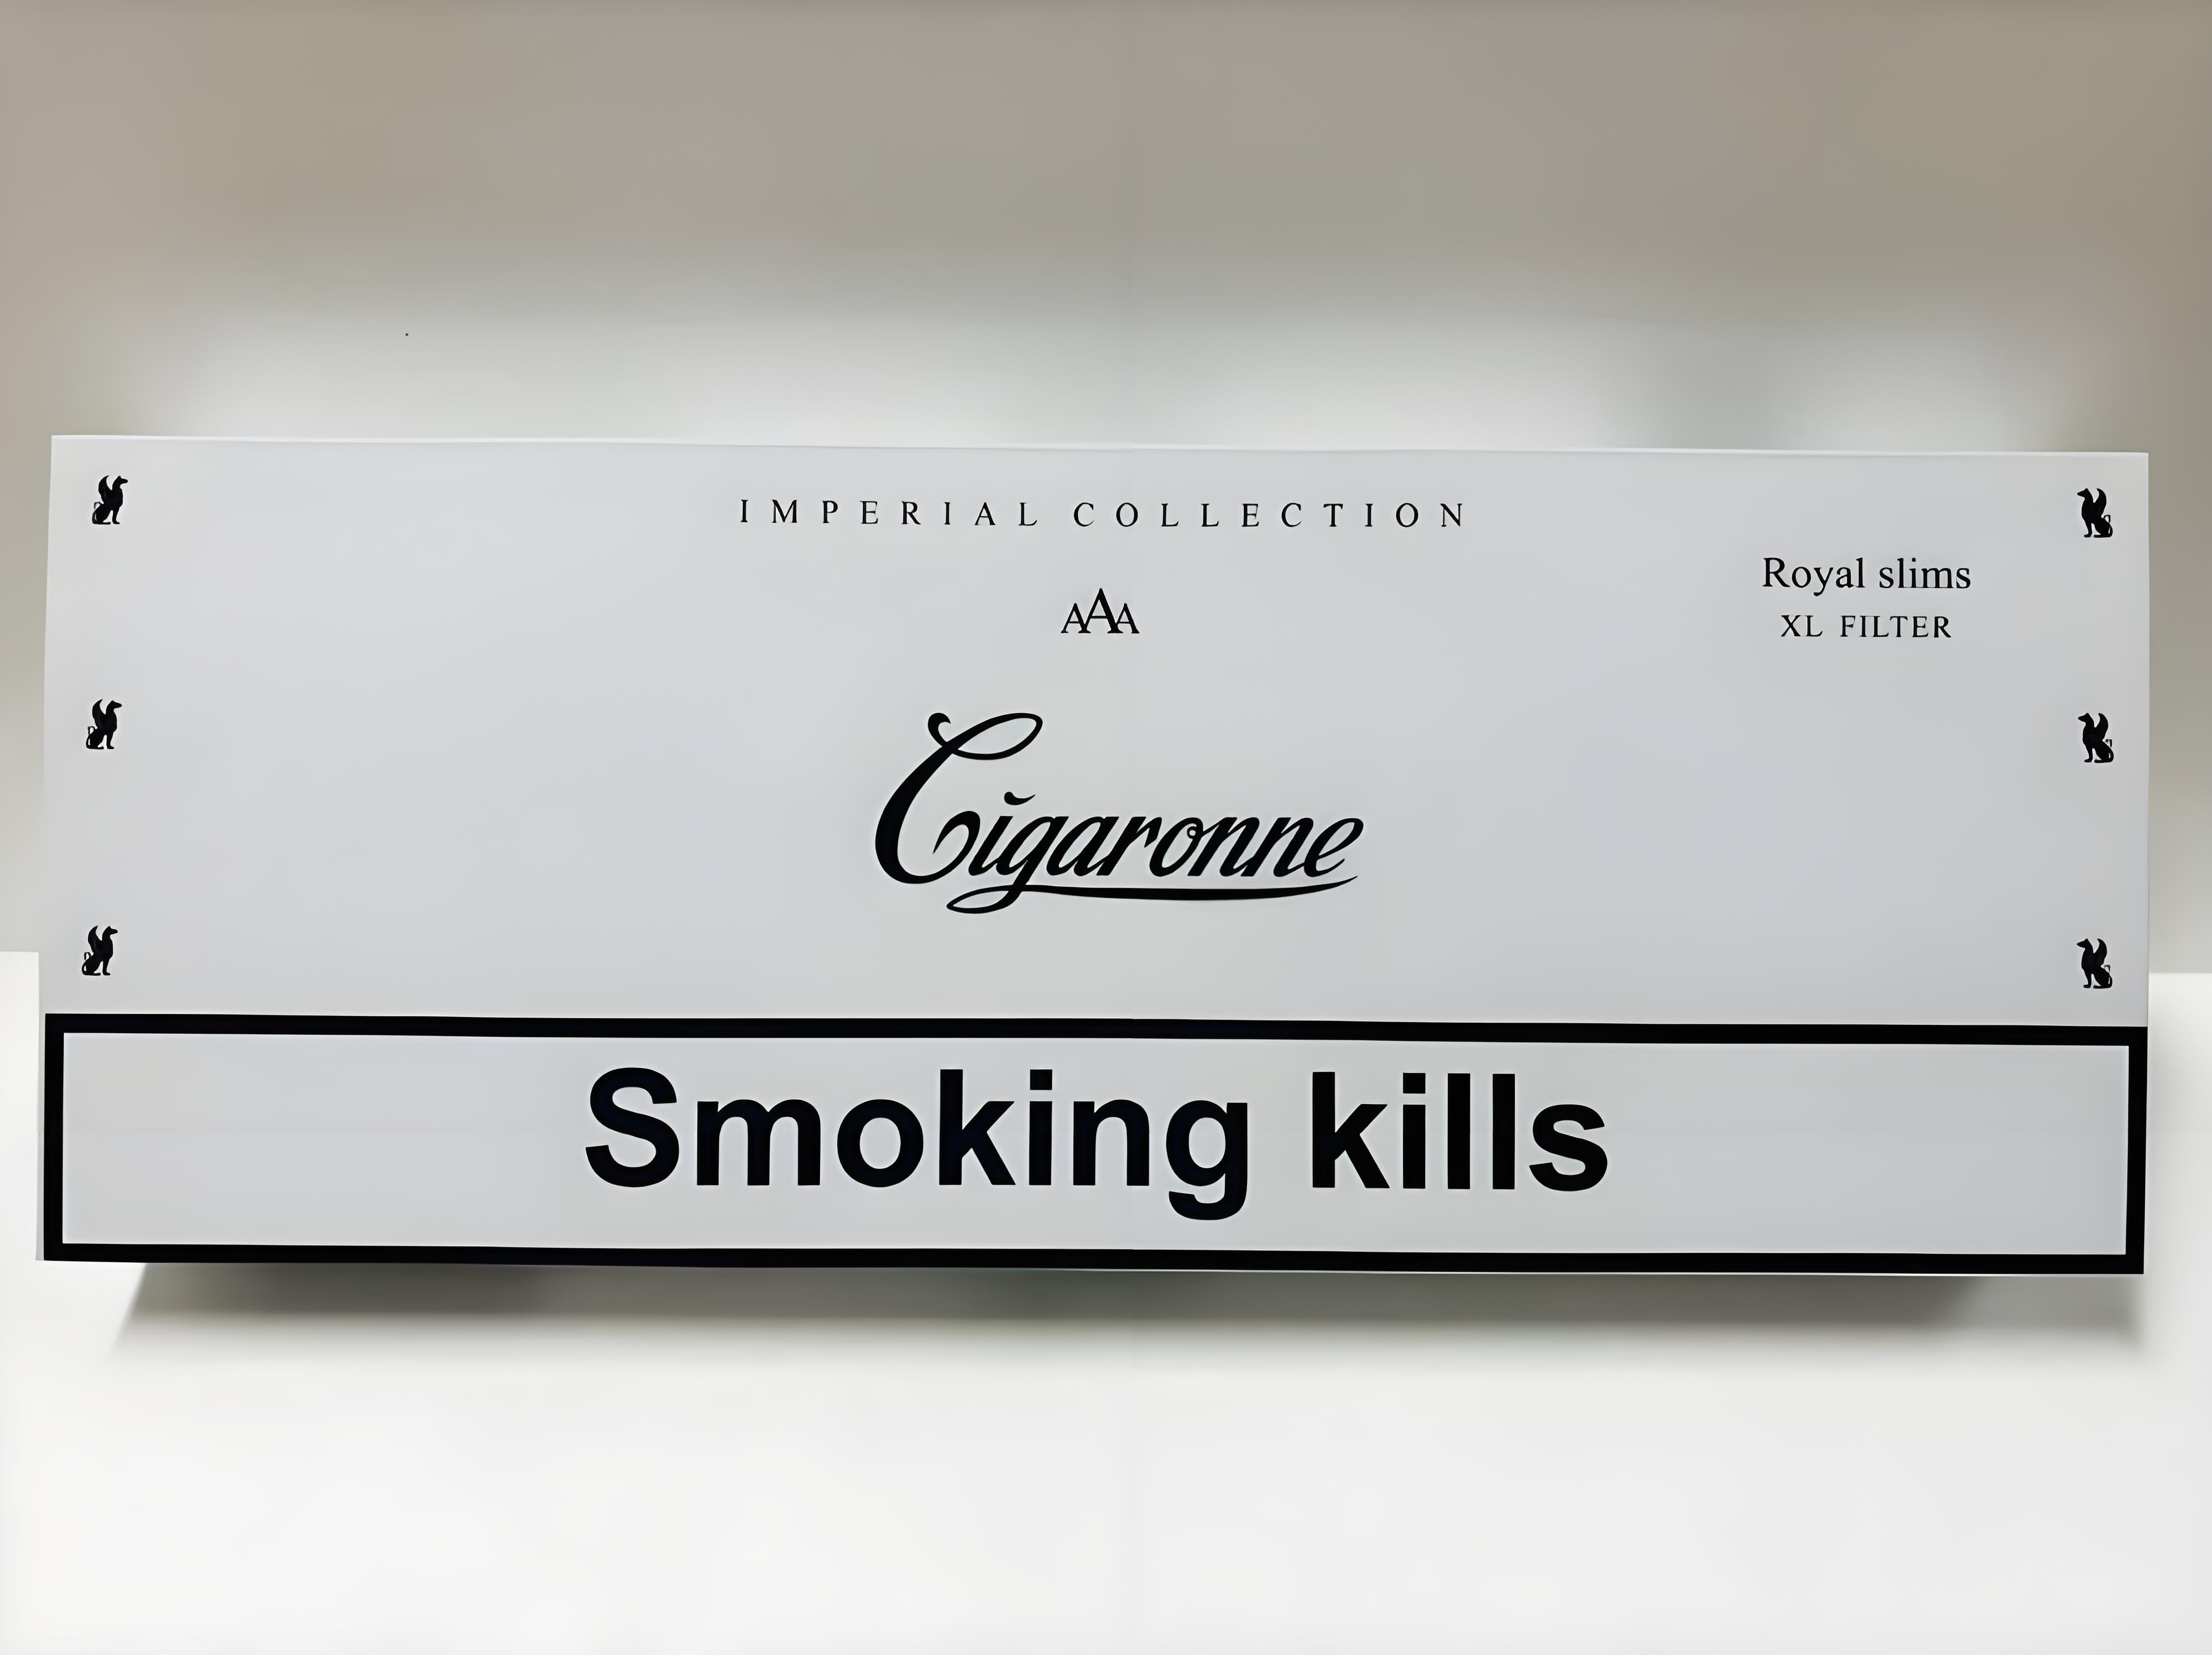 IMPERIAL COLLECTION
Royal slims
AAA
XL FILTER
Cigaronne
Smoking kills